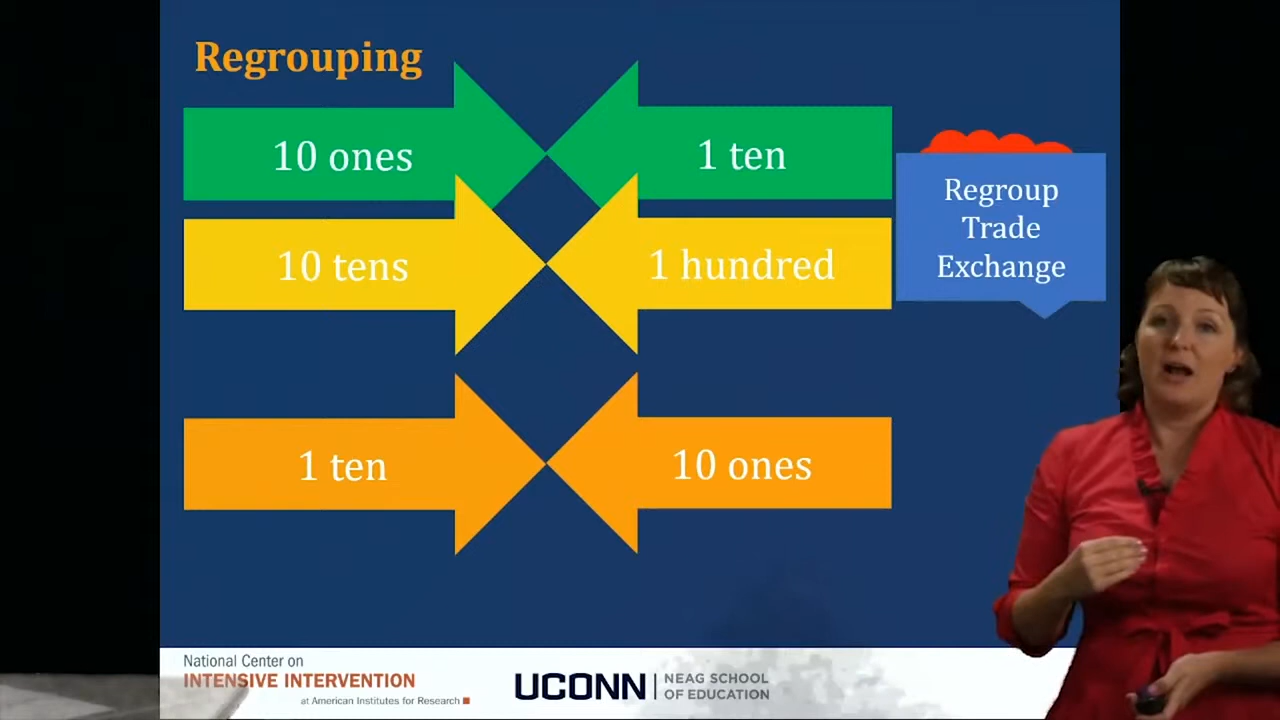 Regrouping
10 ones
1 ten
10 tens
1 hundred
Regroup
Trade
Exchange
1 ten
10 ones
National Center on
INTENSIVE INTERVENTION
at American Institutes for Research
UCONN
NEAG SCHOOL
OF EDUCATION